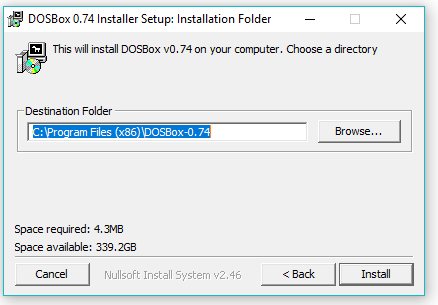 DOSBox 0.74 Installer Setup: Installation Folder
This will install DOSBox v0.74 on your computer. Choose a directory
Destination Folder
C:\Program Files (x86)\DOSBox-0.74
Browse...
Space required: 4.3MB
Space available: 339.2GB
Cancel
Nullsoft Install System v2.46
< Back
Install